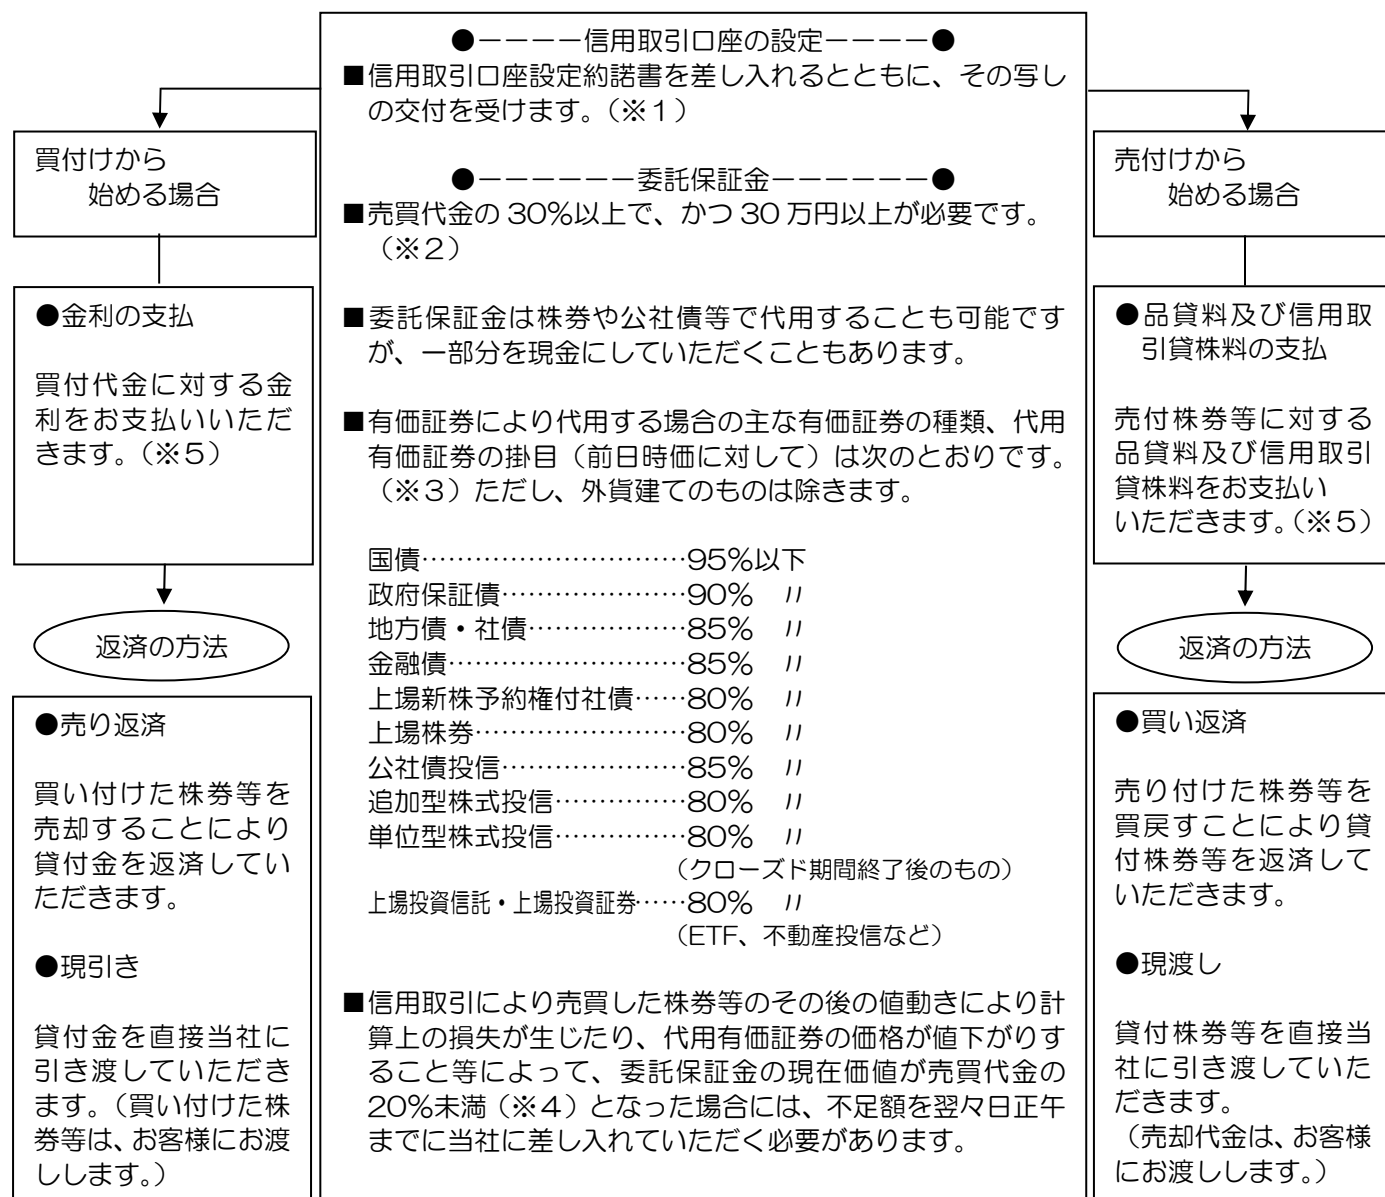 ●ーーーー信用取引口座の設定ーーーー●
■信用取引口座設定約諾書を差し入れるとともに、その写し
の交付を受けます。（※１）
●ーーーーーー委託保証金ーーーーーー●
■売買代金の 30％以上で、かつ 30 万円以上が必要です。
（※２）
■委託保証金は株券や公社債等で代用することも可能です
が、一部分を現金にしていただくこともあります。
■有価証券により代用する場合の主な有価証券の種類、代用
有価証券の掛目（前日時価に対して）は次のとおりです。
（※３）ただし、外貨建てのものは除きます。
国債…………………………95％以下
政府保証債…………………90％ 〃
地方債・社債………………85％ 〃
金融債………………………85％ 〃
上場新株予約権付社債……80％ 〃
上場株券……………………80％ 〃
公社債投信…………………85％ 〃
追加型株式投信……………80％ 〃
単位型株式投信……………80％ 〃
（クローズド期間終了後のもの）
上場投資信託・上場投資証券……80％ 〃
（ETF、不動産投信など）
■信用取引により売買した株券等のその後の値動きにより計
算上の損失が生じたり、代用有価証券の価格が値下がりす
ること等によって、委託保証金の現在価値が売買代金の
20％未満（※４）となった場合には、不足額を翌々日正午
までに当社に差し入れていただく必要があります。
買付けから
始める場合
●金利の支払
買付代金に対する金
利をお支払いいただ
きます。（※５）
返済の方法
●売り返済
買い付けた株券等を
売却することにより
貸付金を返済してい
ただきます。
●現引き
貸付金を直接当社に
引き渡していただき
ます。（買い付けた株
券等は、お客様にお渡
しします。）
売付けから
始める場合
●品貸料及び信用取
引貸株料の支払
売付株券等に対する
品貸料及び信用取引
貸株料をお支払い
いただきます。（※５）
返済の方法
●買い返済
売り付けた株券等を
買戻すことにより貸
付株券等を返済して
いただきます。
●現渡し
貸付株券等を直接当
社に引き渡していた
だきます。
（売却代金は、お客様
にお渡しします。）